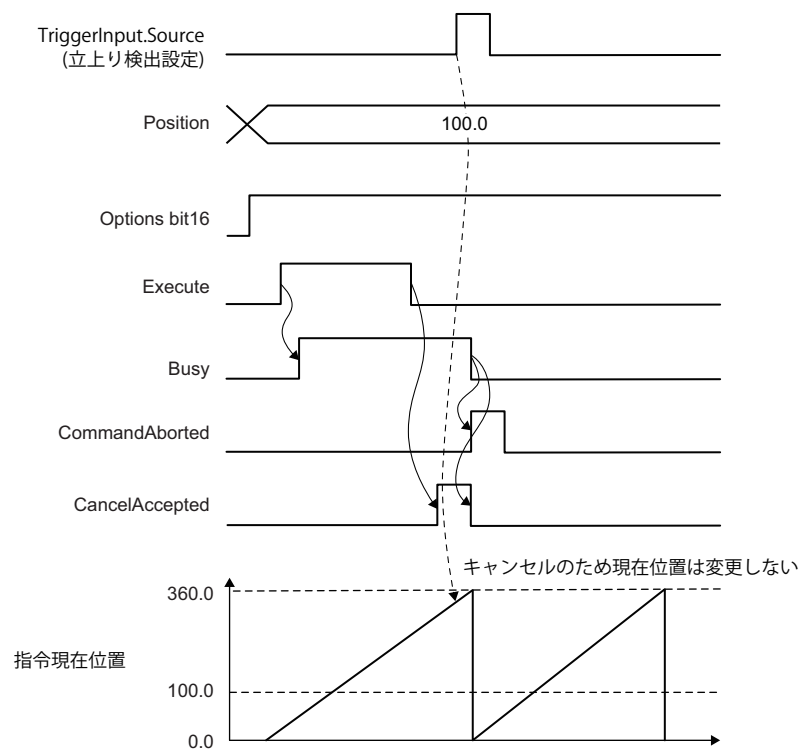 TriggerInput.Source
(立上り検出設定)
Position
100.0
Options bit16
Execute
Busy
CommandAborted
CancelAccepted
キャンセルのため現在位置は変更しない
360.0
指令現在位置
100.0
0.0